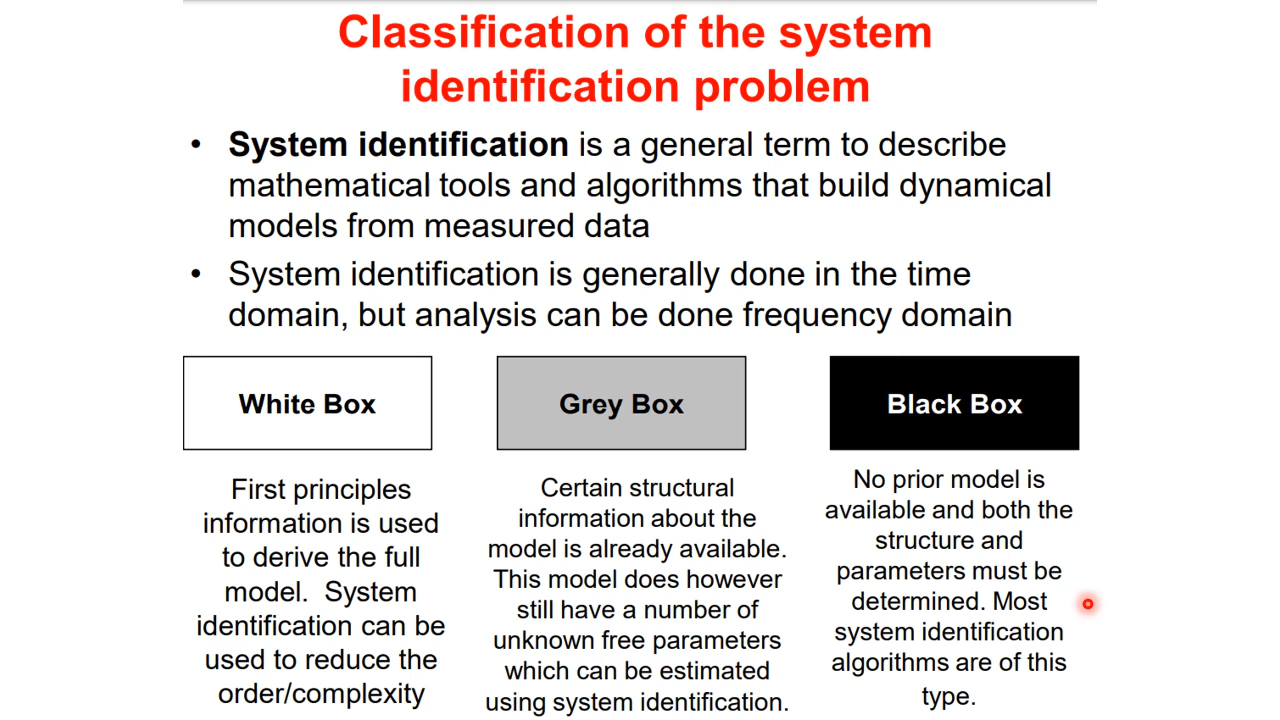 Classification of the system
identification problem
• System identification is a general term to describe
mathematical tools and algorithms that build dynamical
models from measured data
• System identification is generally done in the time
domain, but analysis can be done frequency domain
White Box
First principles
information is used
to derive the full
model. System
identification can be
used to reduce the
order/complexity
Grey Box
Certain structural
information about the
model is already available.
This model does however
still have a number of
unknown free parameters
which can be estimated
using system identification.
Black Box
No prior model is
available and both the
structure and
parameters must be
determined. Most
system identification
algorithms are of this
type.